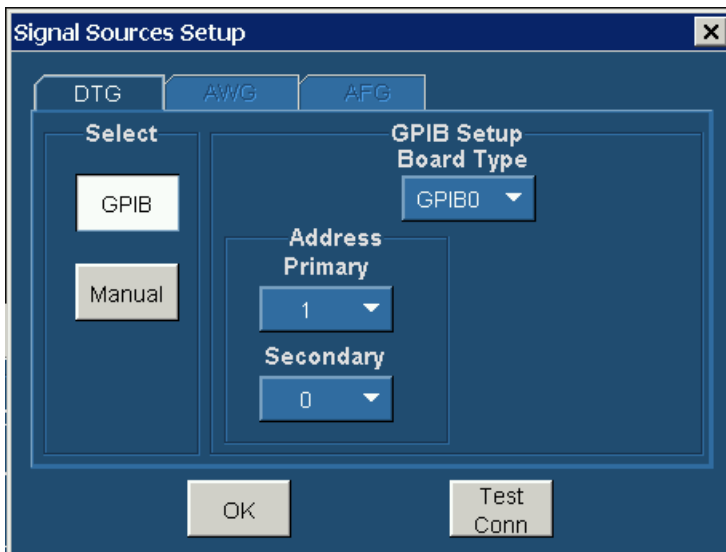 Signal Sources Setup
DTG
AWG
AFG
Select
GPIB
Manual
GPIB Setup
Board Type
GPIB0
Address
Primary
1
Secondary
0
OK
Test
Conn